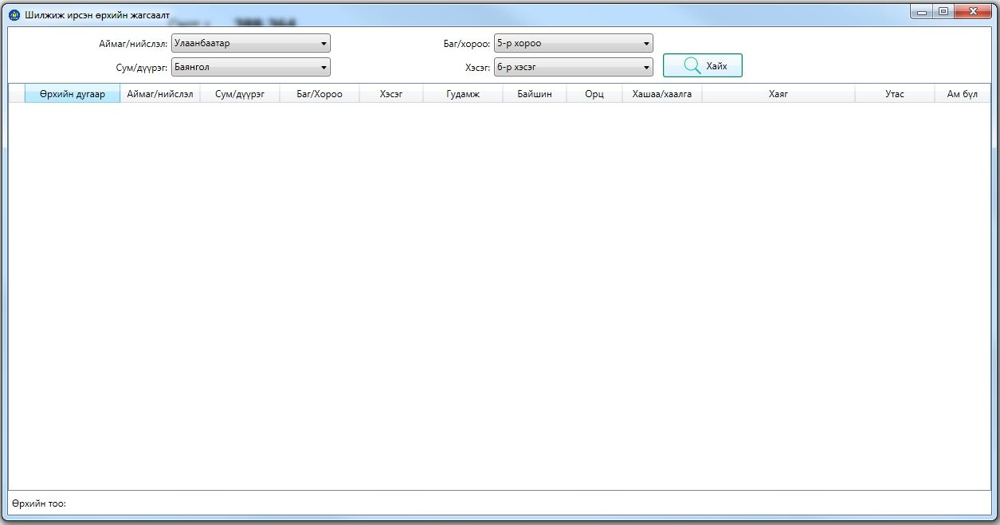 Шилжиж ирсэн өрхийн жагсаалт
Аймаг/нийслэл: Улаанбаатар Баг/хороо: 5-р хороо
Сум/дүүрэг: Баянгол Хэсэг: 6-р хэсэг Хайх
Өрхийн дугаар Аймаг/нийслэл Сум/дүүрэг Баг/Хороо Хэсэг Гудамж Байшин Орц Хашаа/хаалга Хаяг Утас Ам бүл
Өрхийн тоо: